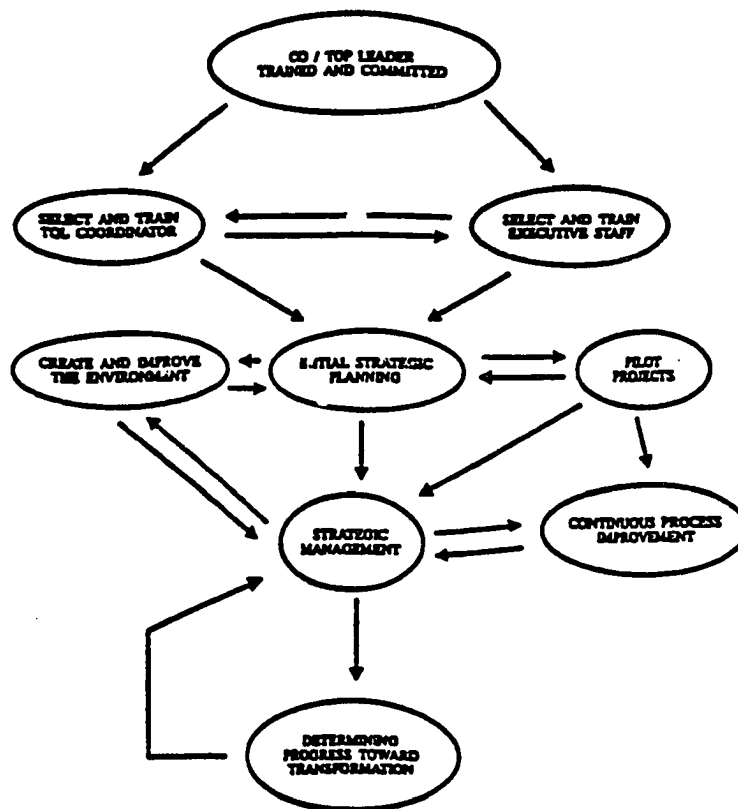 CO / TOP LEADER
TRAINED AND COMMITTED
SELECT AND TRAIN
TQL COORDINATOR
SELECT AND TRAIN
EXECUTIVE STAFF
CREATE AND IMPROVE
THE ENVIRONMENT
INITIAL STRATEGIC
PLANNING
PILOT
PROJECTS
STRATEGIC
MANAGEMENT
CONTINUOUS PROCESS
IMPROVEMENT
DETERMINING
PROGRESS TOWARD
TRANSFORMATION